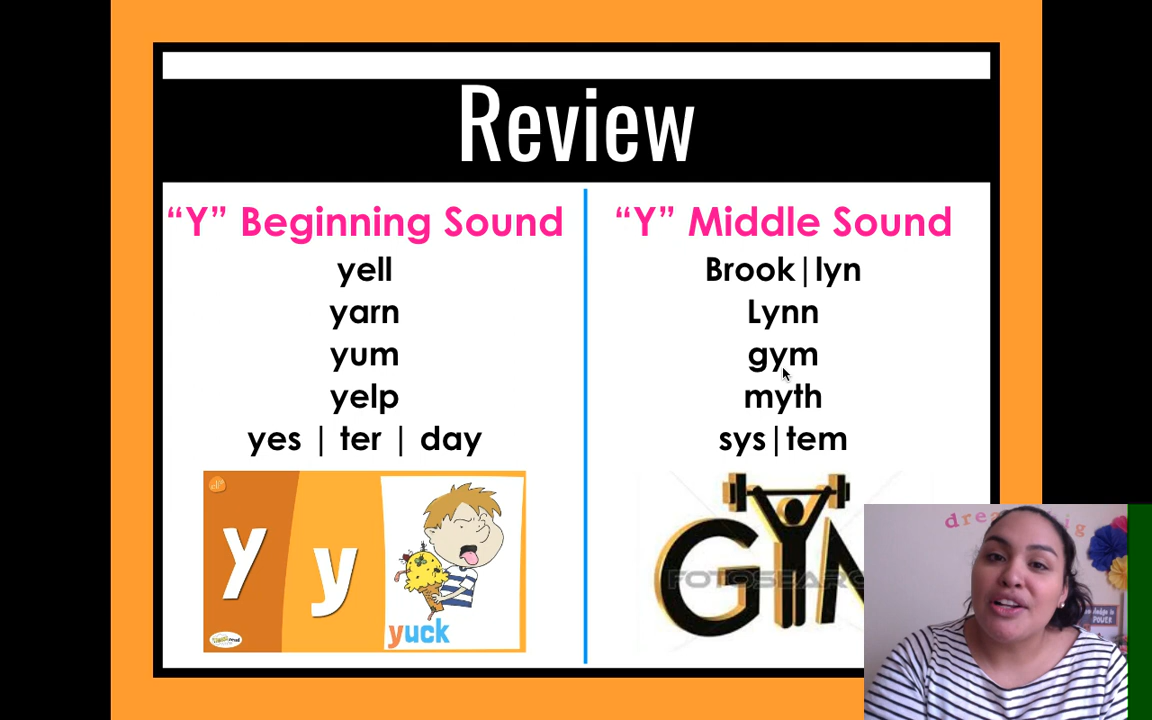 Review
“Y” Beginning Sound
yell
yarn
yum
yelp
yes | ter | day
y y
yuck
“Y” Middle Sound
Brook|lyn
Lynn
gym
myth
sys|tem
GYM
FOTOSEARC